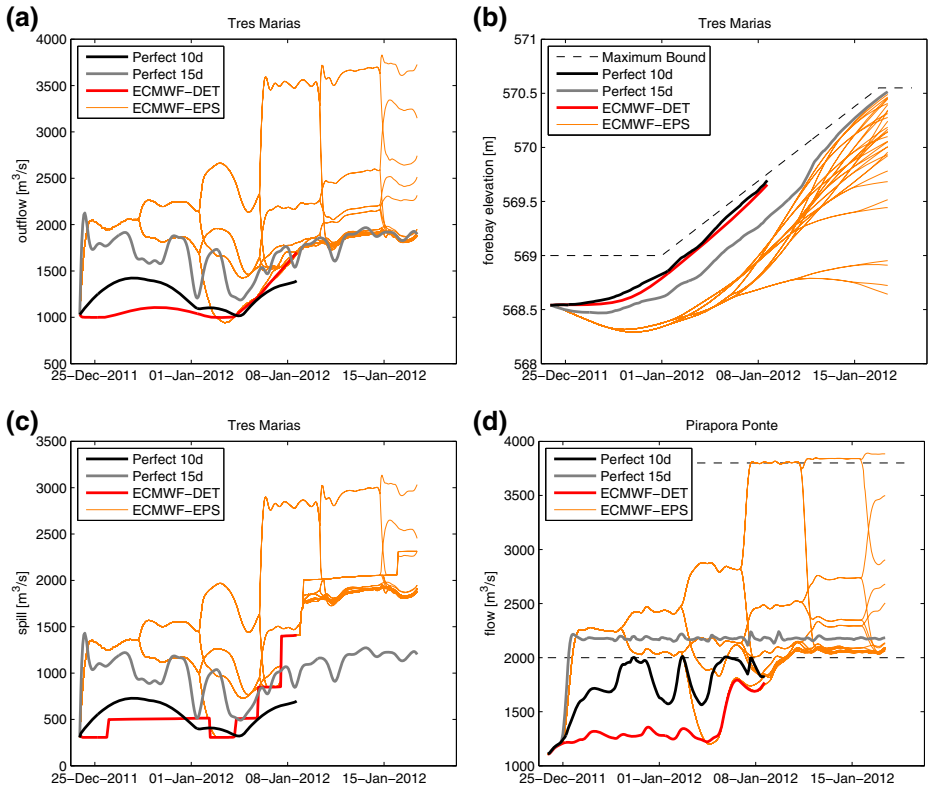 (a)
Tres Marias
4000
3500
3000
2500
2000
1500
1000
500
outflow [m³/s]
Perfect 10d
Perfect 15d
ECMWF−DET
ECMWF−EPS
25−Dec−2011
01−Jan−2012
08−Jan−2012
15−Jan−2012
(b)
Tres Marias
571
570.5
570
569.5
569
568.5
568
forebay elevation [m]
Maximum Bound
Perfect 10d
Perfect 15d
ECMWF−DET
ECMWF−EPS
25−Dec−2011
01−Jan−2012
08−Jan−2012
15−Jan−2012
(c)
Tres Marias
3500
3000
2500
2000
1500
1000
500
0
spill [m³/s]
Perfect 10d
Perfect 15d
ECMWF−DET
ECMWF−EPS
25−Dec−2011
01−Jan−2012
08−Jan−2012
15−Jan−2012
(d)
Pirapora Ponte
4000
3500
3000
2500
2000
1500
1000
flow [m³/s]
Perfect 10d
Perfect 15d
ECMWF−DET
ECMWF−EPS
25−Dec−2011
01−Jan−2012
08−Jan−2012
15−Jan−2012